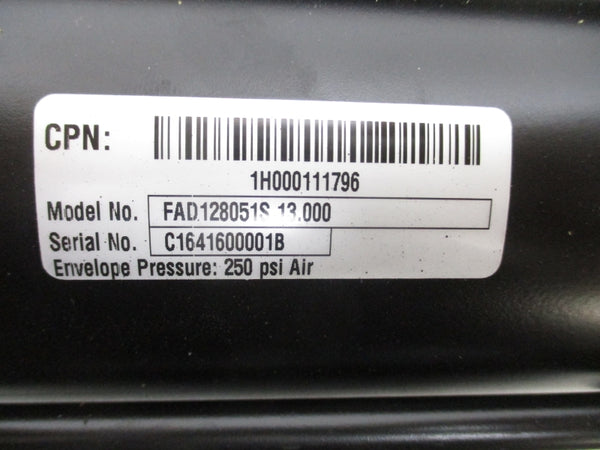 CPN:
1H000111796
Model No. FAD128051S 13.000
Serial No. C1641600001B
Envelope Pressure: 250 psi Air